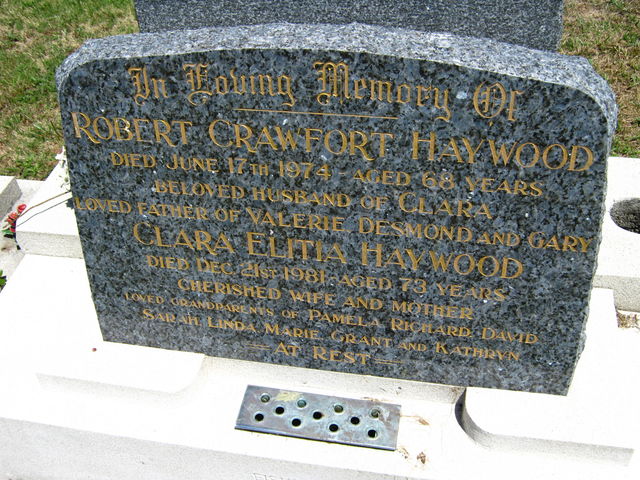 In Loving Memory Of
ROBERT CRAWFORT HAYWOOD
DIED JUNE 17TH 1974 - AGED 68 YEARS
BELOVED HUSBAND OF CLARA
LOVED FATHER OF VALERIE, DESMOND AND GARY
CLARA ELITIA HAYWOOD
DIED DEC. 21ST 1981. AGED 73 YEARS
CHERISHED WIFE AND MOTHER
LOVED GRANDPARENTS OF PAMELA, RICHARD, DAVID
SARAH, LINDA, MARIE, GRANT AND KATHRYN
— AT REST —